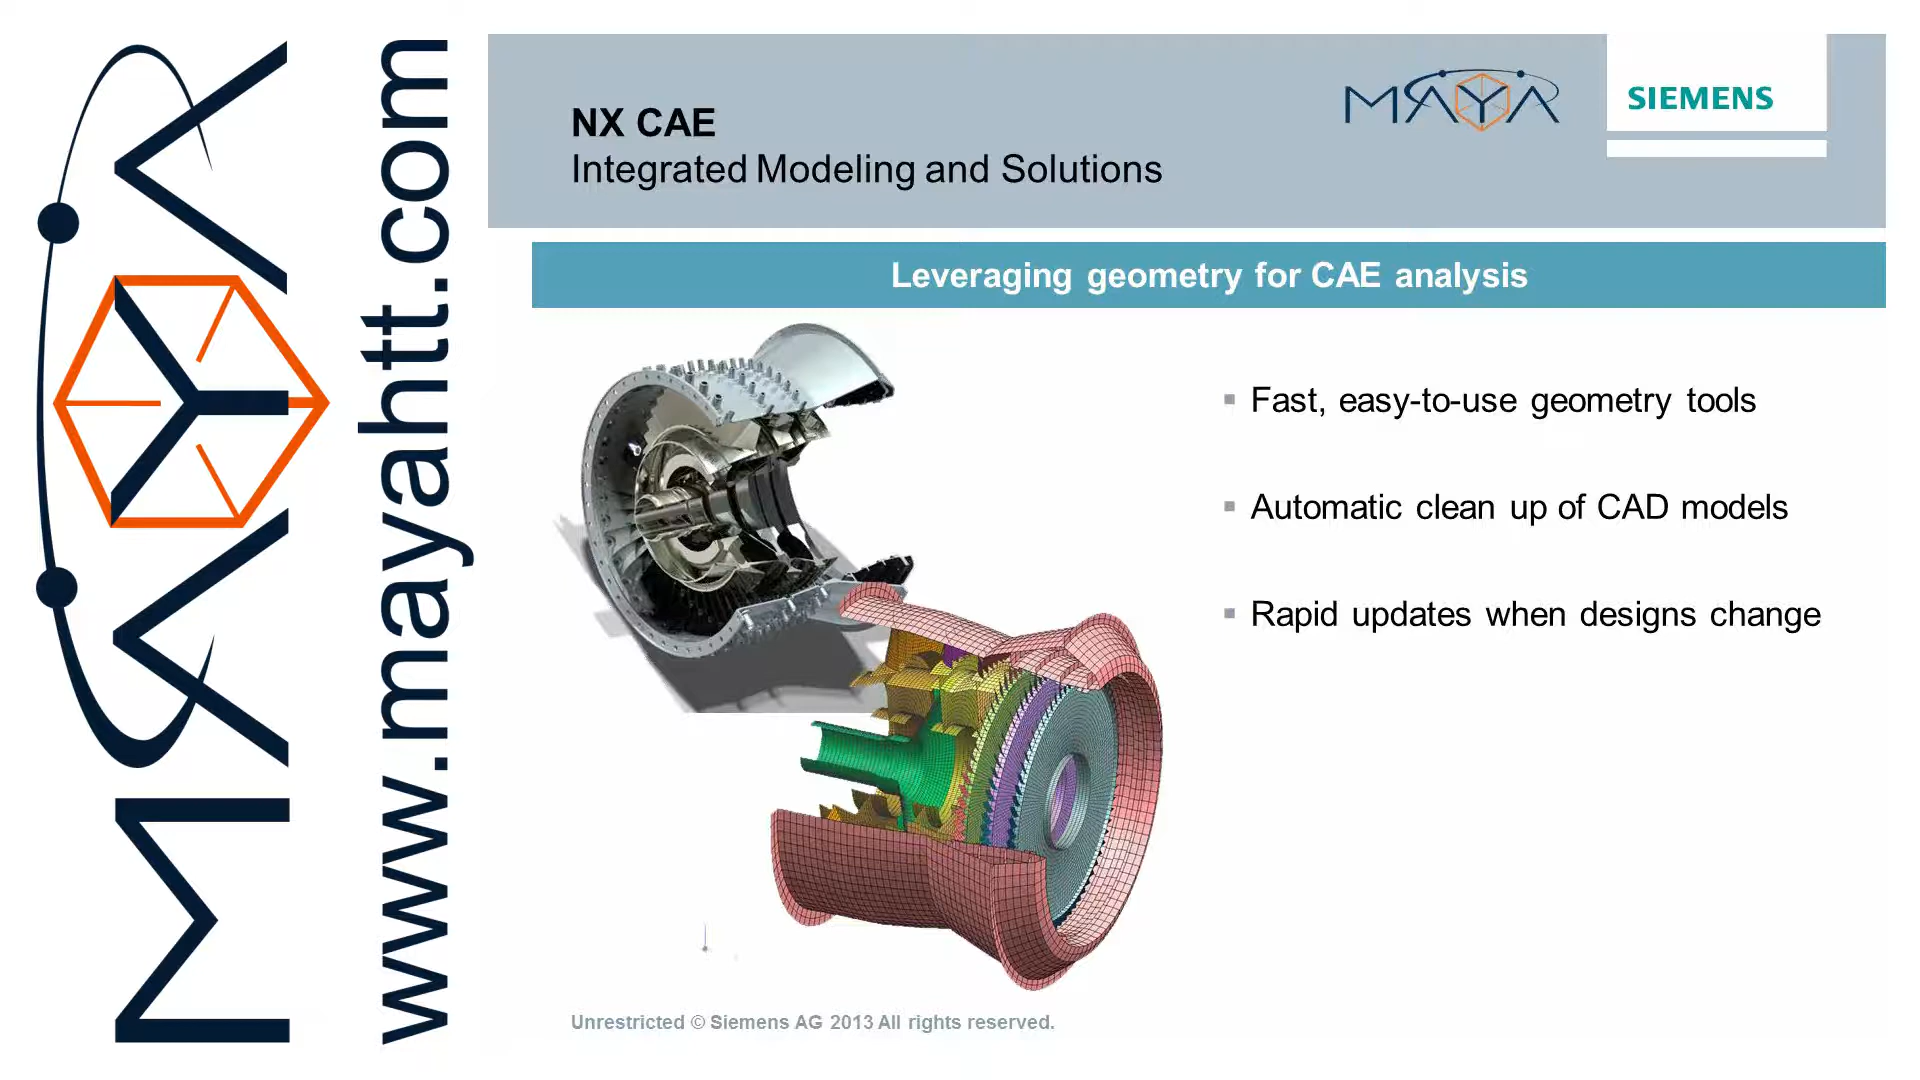 MAYA
www.mayahtt.com
NX CAE
Integrated Modeling and Solutions
MAYA
SIEMENS
Leveraging geometry for CAE analysis
Fast, easy-to-use geometry tools
Automatic clean up of CAD models
Rapid updates when designs change
Unrestricted © Siemens AG 2013 All rights reserved.